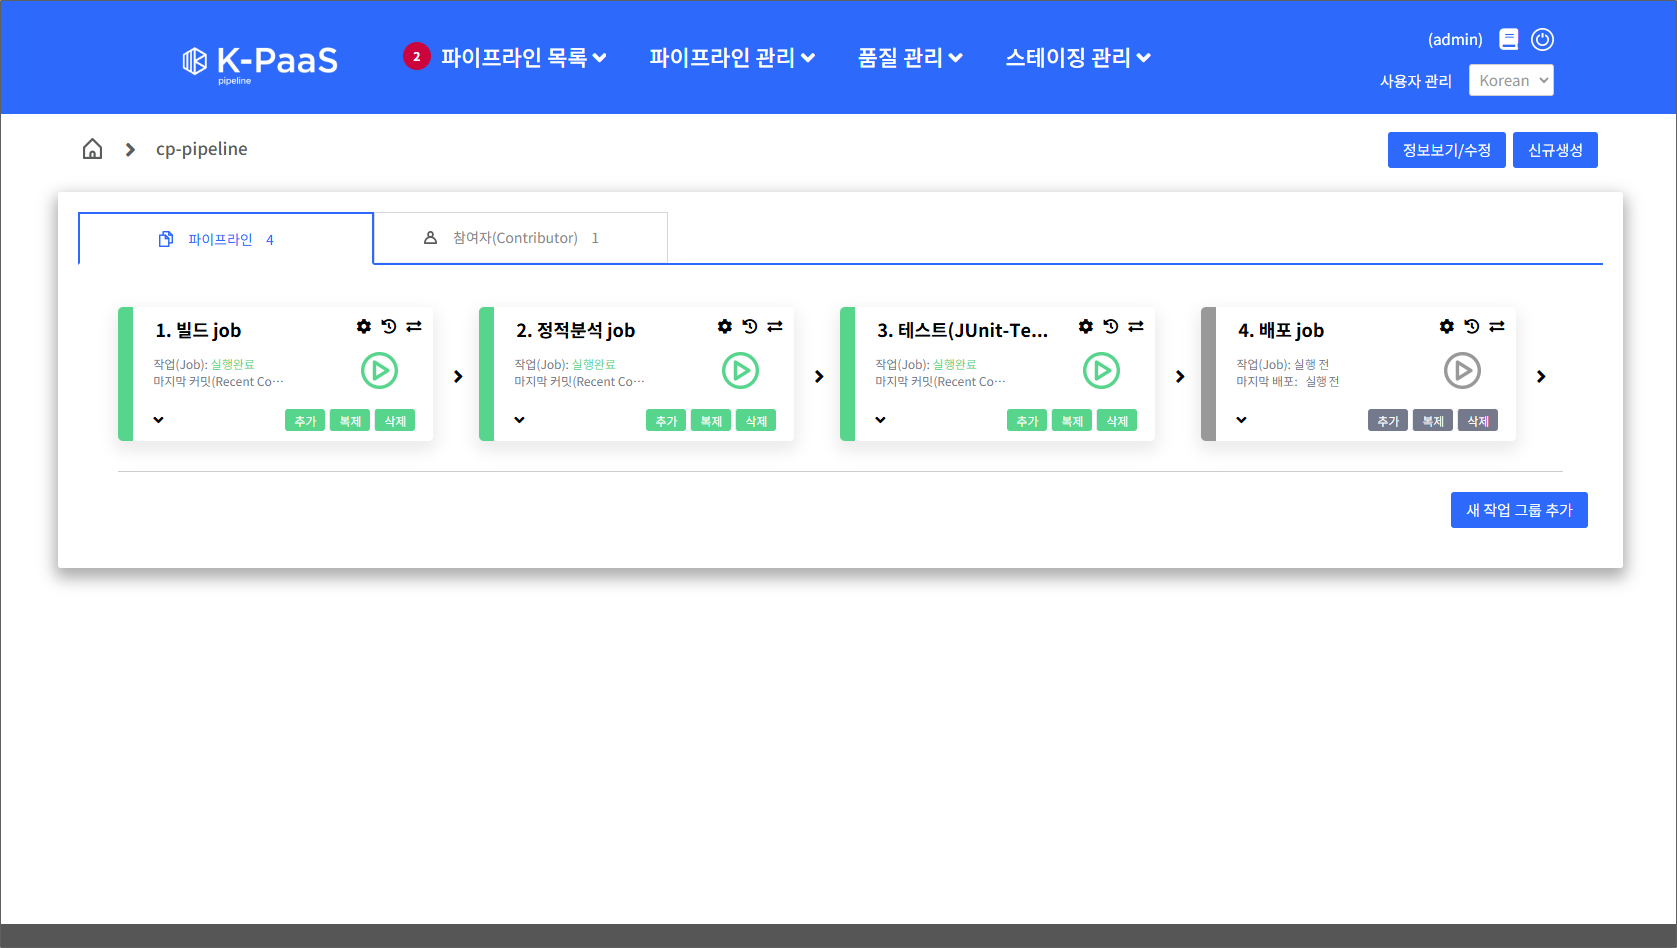 K-PaaS
pipeline
2 파이프라인 목록
파이프라인 관리
품질 관리
스테이징 관리
(admin)
사용자 관리
Korean
cp-pipeline
정보보기/수정
신규생성
파이프라인 4
참여자(Contributor) 1
1. 빌드 job
작업(Job): 실행완료
마지막 커밋(Recent Co···
추가 복제 삭제
2. 정적분석 job
작업(Job): 실행완료
마지막 커밋(Recent Co···
추가 복제 삭제
3. 테스트(JUnit-Te...
작업(Job): 실행완료
마지막 커밋(Recent Co···
추가 복제 삭제
4. 배포 job
작업(Job): 실행 전
마지막 배포: 실행 전
추가 복제 삭제
새 작업 그룹 추가